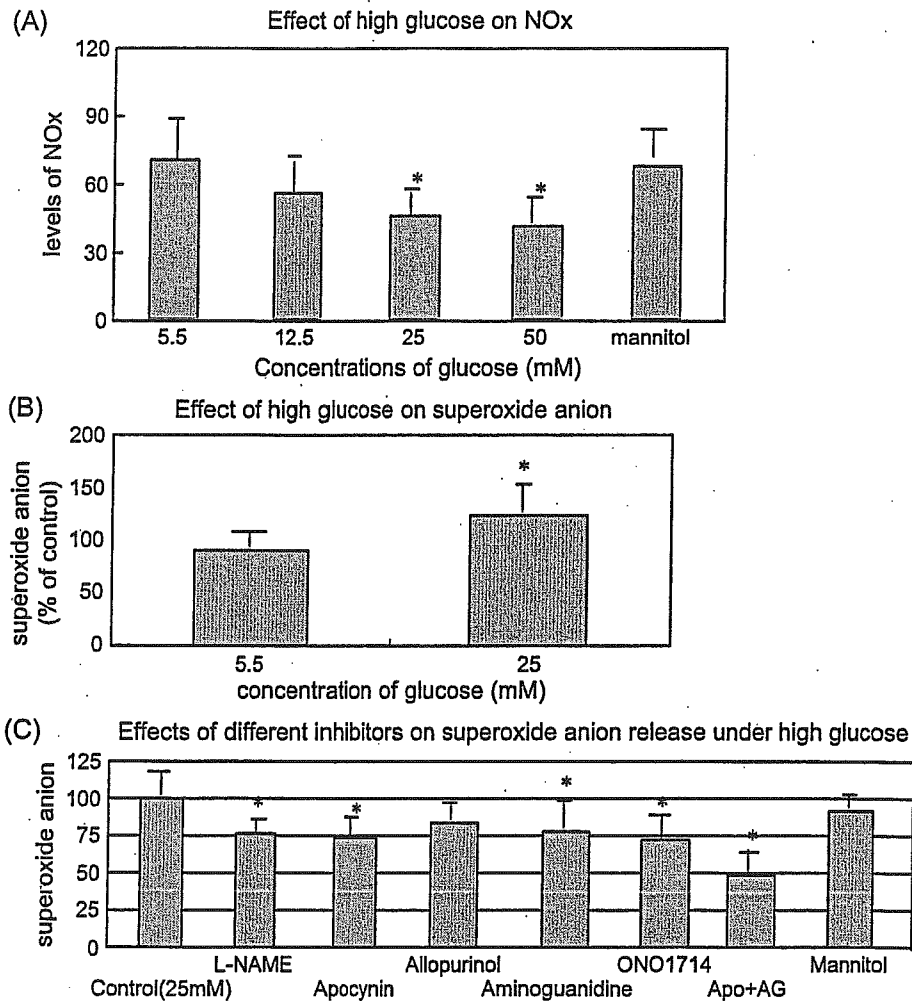 (A)
Effect of high glucose on NOx
120
90
60
30
0
levels of NOx
*
*
5.5 12.5 25 50 mannitol
Concentrations of glucose (mM)
(B)
Effect of high glucose on superoxide anion
200
150
100
50
0
superoxide anion
(% of control)
*
5.5 25
concentration of glucose (mM)
(C)
Effects of different inhibitors on superoxide anion release under high glucose
125
100
75
50
25
0
superoxide anion
*
*
*
*
*
L-NAME Allopurinol ONO1714 Mannitol
Control(25mM) Apocynin Aminoguanidine Apo+AG